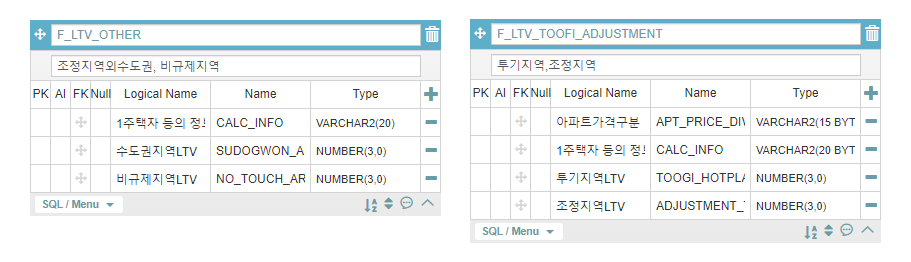 F_LTV_OTHER
조정지역외수도권, 비규제지역
PK AI FK Null Logical Name Name Type
1주택자 등의 정보 CALC_INFO VARCHAR2(20)
수도권지역LTV SUDOGWON_A NUMBER(3,0)
비규제지역LTV NO_TOUCH_AR NUMBER(3,0)
SQL / Menu
F_LTV_TOOFI_ADJUSTMENT
투기지역,조정지역
PK AI FK Null Logical Name Name Type
아파트가격구분 APT_PRICE_DIV VARCHAR2(15 BYT
1주택자 등의 정보 CALC_INFO VARCHAR2(20 BYT
투기지역LTV TOOGI_HOTPLA NUMBER(3,0)
조정지역LTV ADJUSTMENT_ NUMBER(3,0)
SQL / Menu